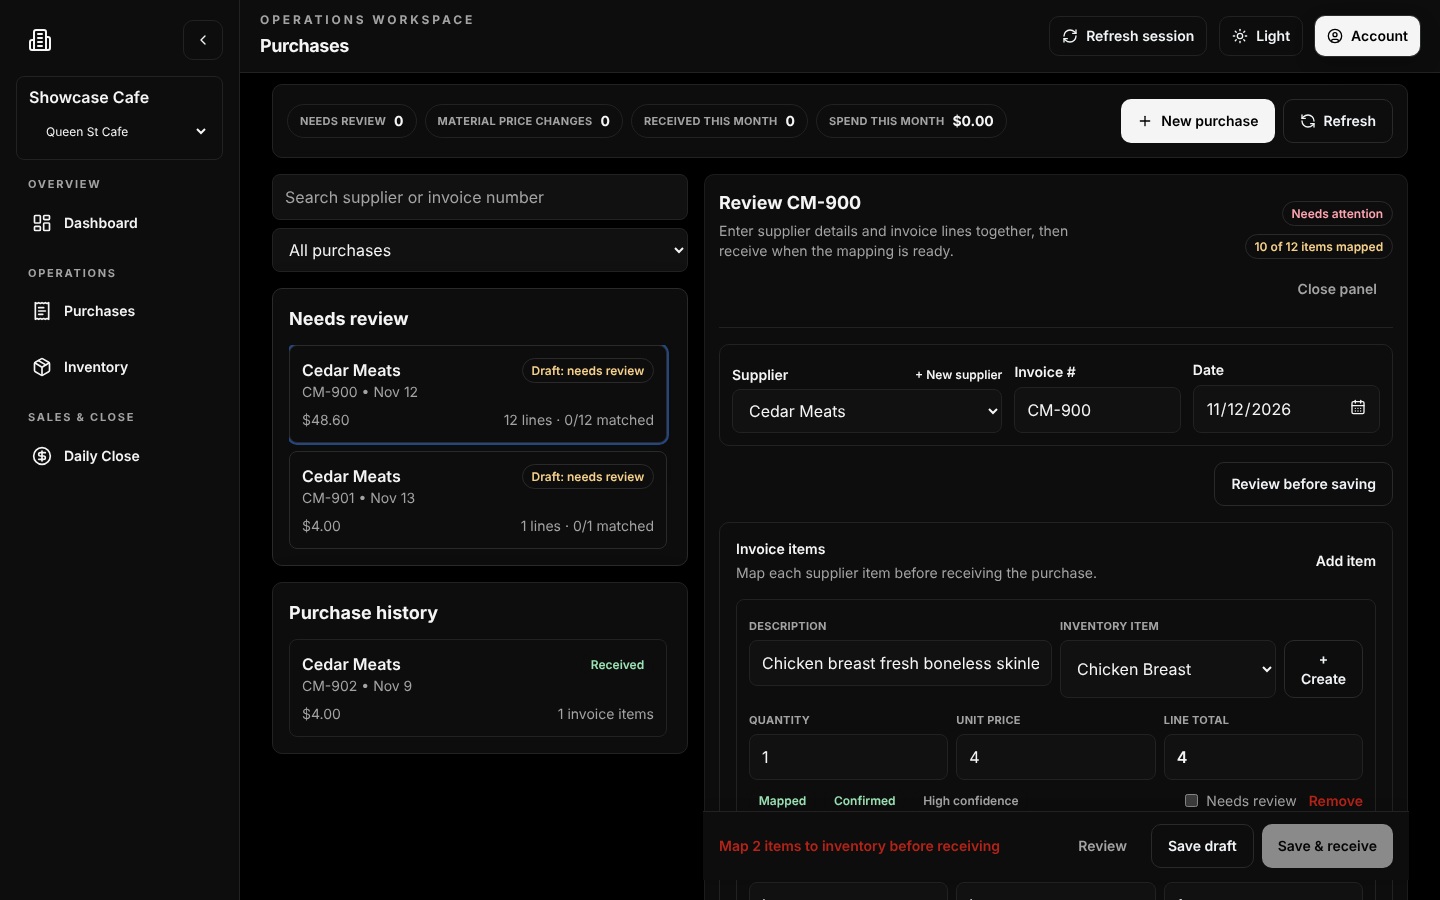 OPERATIONS WORKSPACE
Purchases
Refresh session
Light
Account
Showcase Cafe
Queen St Cafe
OVERVIEW
Dashboard
OPERATIONS
Purchases
Inventory
SALES & CLOSE
Daily Close
NEEDS REVIEW 0
MATERIAL PRICE CHANGES 0
RECEIVED THIS MONTH 0
SPEND THIS MONTH $0.00
+ New purchase
Refresh
Search supplier or invoice number
All purchases
Needs review
Cedar Meats
Draft: needs review
CM-900 • Nov 12
$48.60
12 lines · 0/12 matched
Cedar Meats
Draft: needs review
CM-901 • Nov 13
$4.00
1 lines · 0/1 matched
Purchase history
Cedar Meats
Received
CM-902 • Nov 9
$4.00
1 invoice items
Review CM-900
Enter supplier details and invoice lines together, then
receive when the mapping is ready.
Needs attention
10 of 12 items mapped
Close panel
Supplier
+ New supplier
Invoice #
Date
Cedar Meats
CM-900
11/12/2026
Review before saving
Invoice items
Map each supplier item before receiving the purchase.
Add item
DESCRIPTION
INVENTORY ITEM
Chicken breast fresh boneless skinle
Chicken Breast
+
Create
QUANTITY
UNIT PRICE
LINE TOTAL
1
4
4
Mapped
Confirmed
High confidence
Needs review
Remove
Map 2 items to inventory before receiving
Review
Save draft
Save & receive